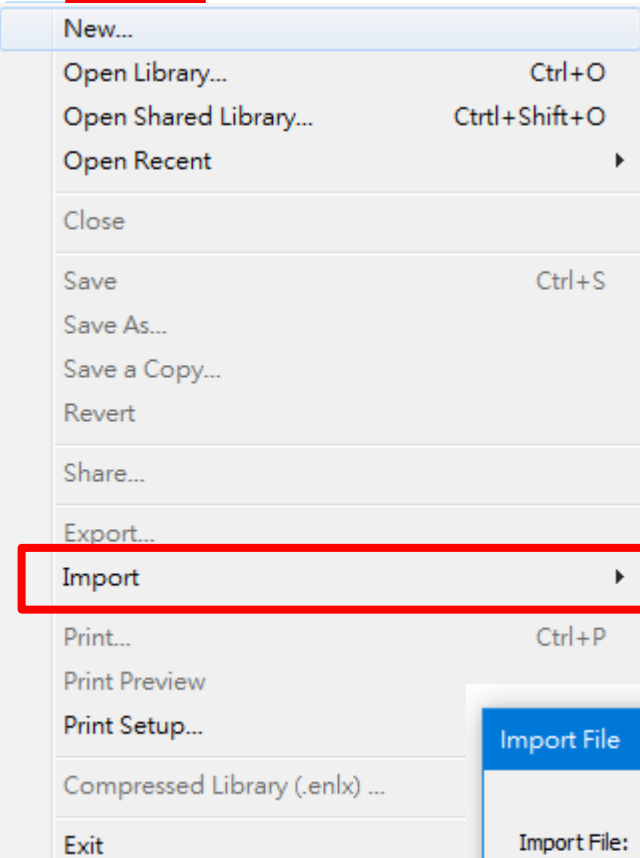 New...
Open Library... Ctrl+O
Open Shared Library... Ctrtl+Shift+O
Open Recent
Close
Save Ctrl+S
Save As...
Save a Copy...
Revert
Share...
Export...
Import
Print... Ctrl+P
Print Preview
Print Setup...
Import File
Compressed Library (.enlx) ...
Exit
Import File: